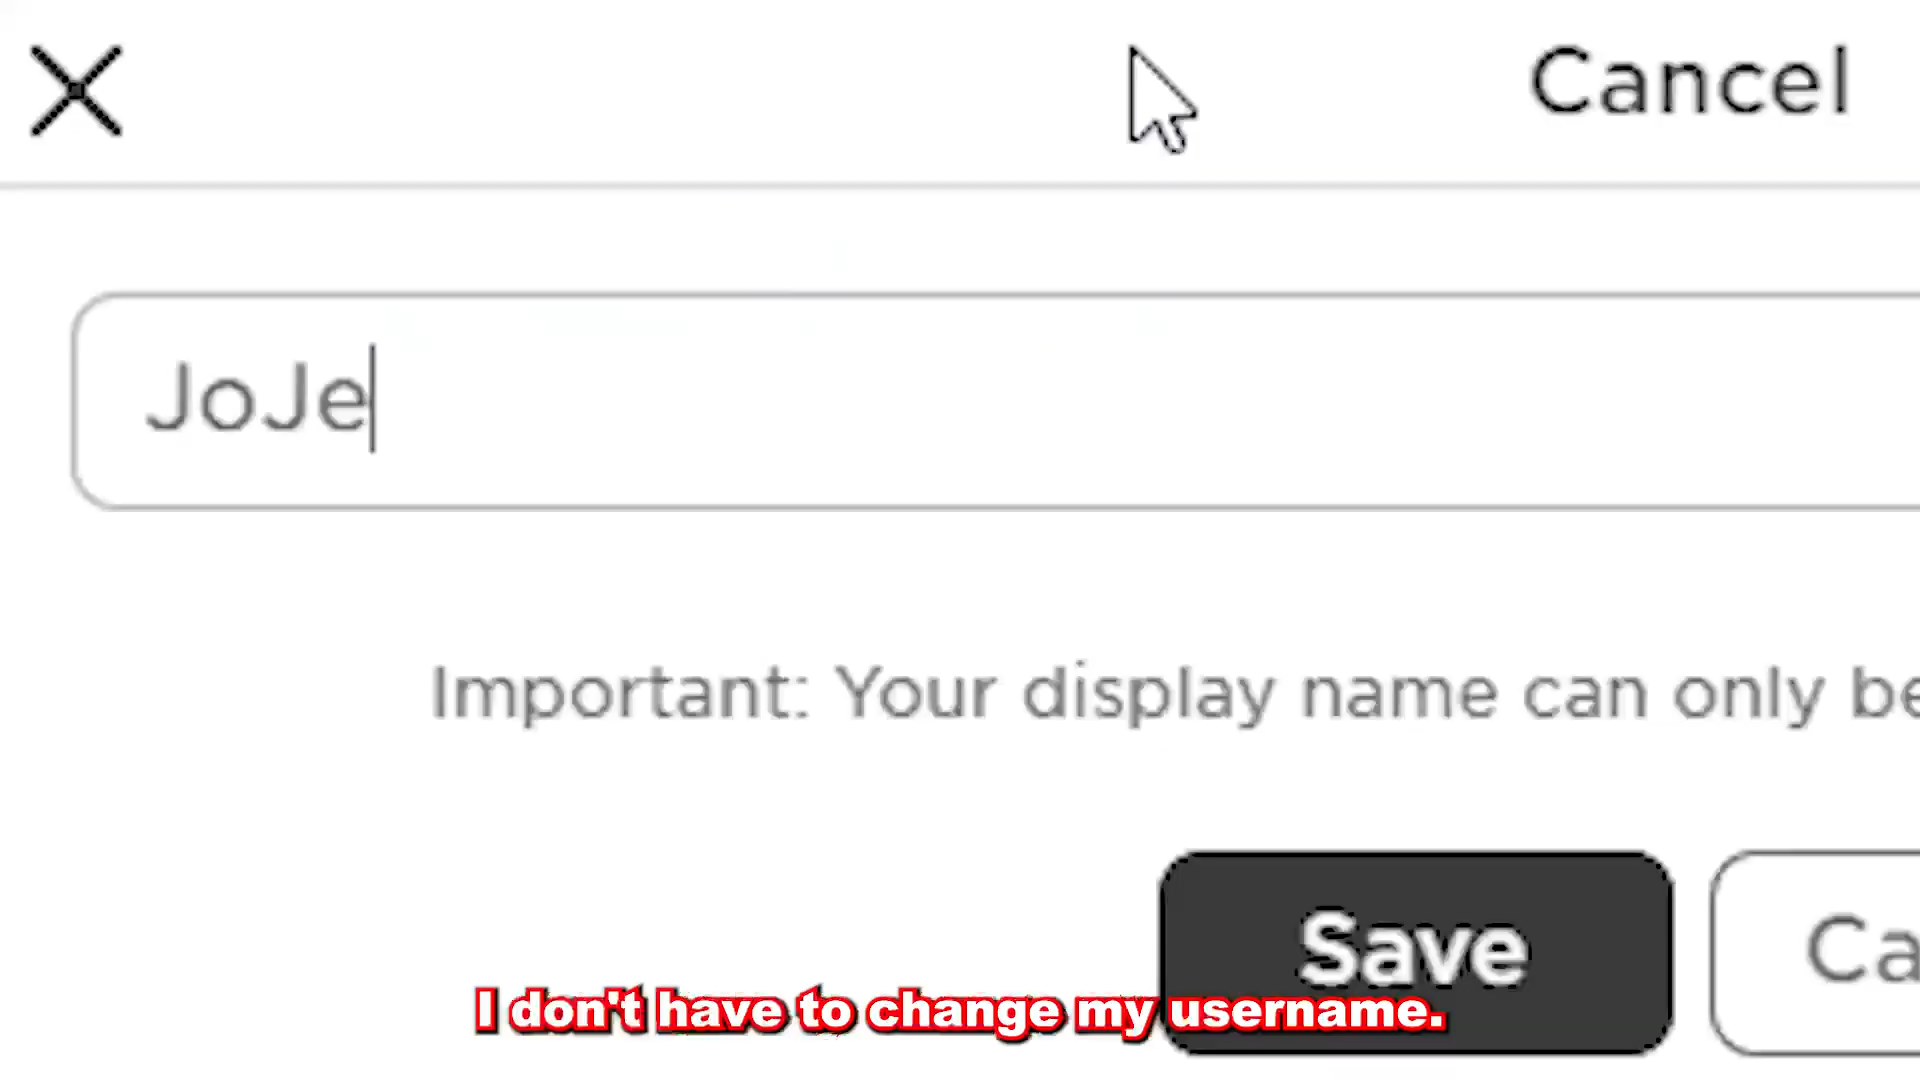 Cancel
JoJe
Important: Your display name can only be
Save
Ca
I don't have to change my username.